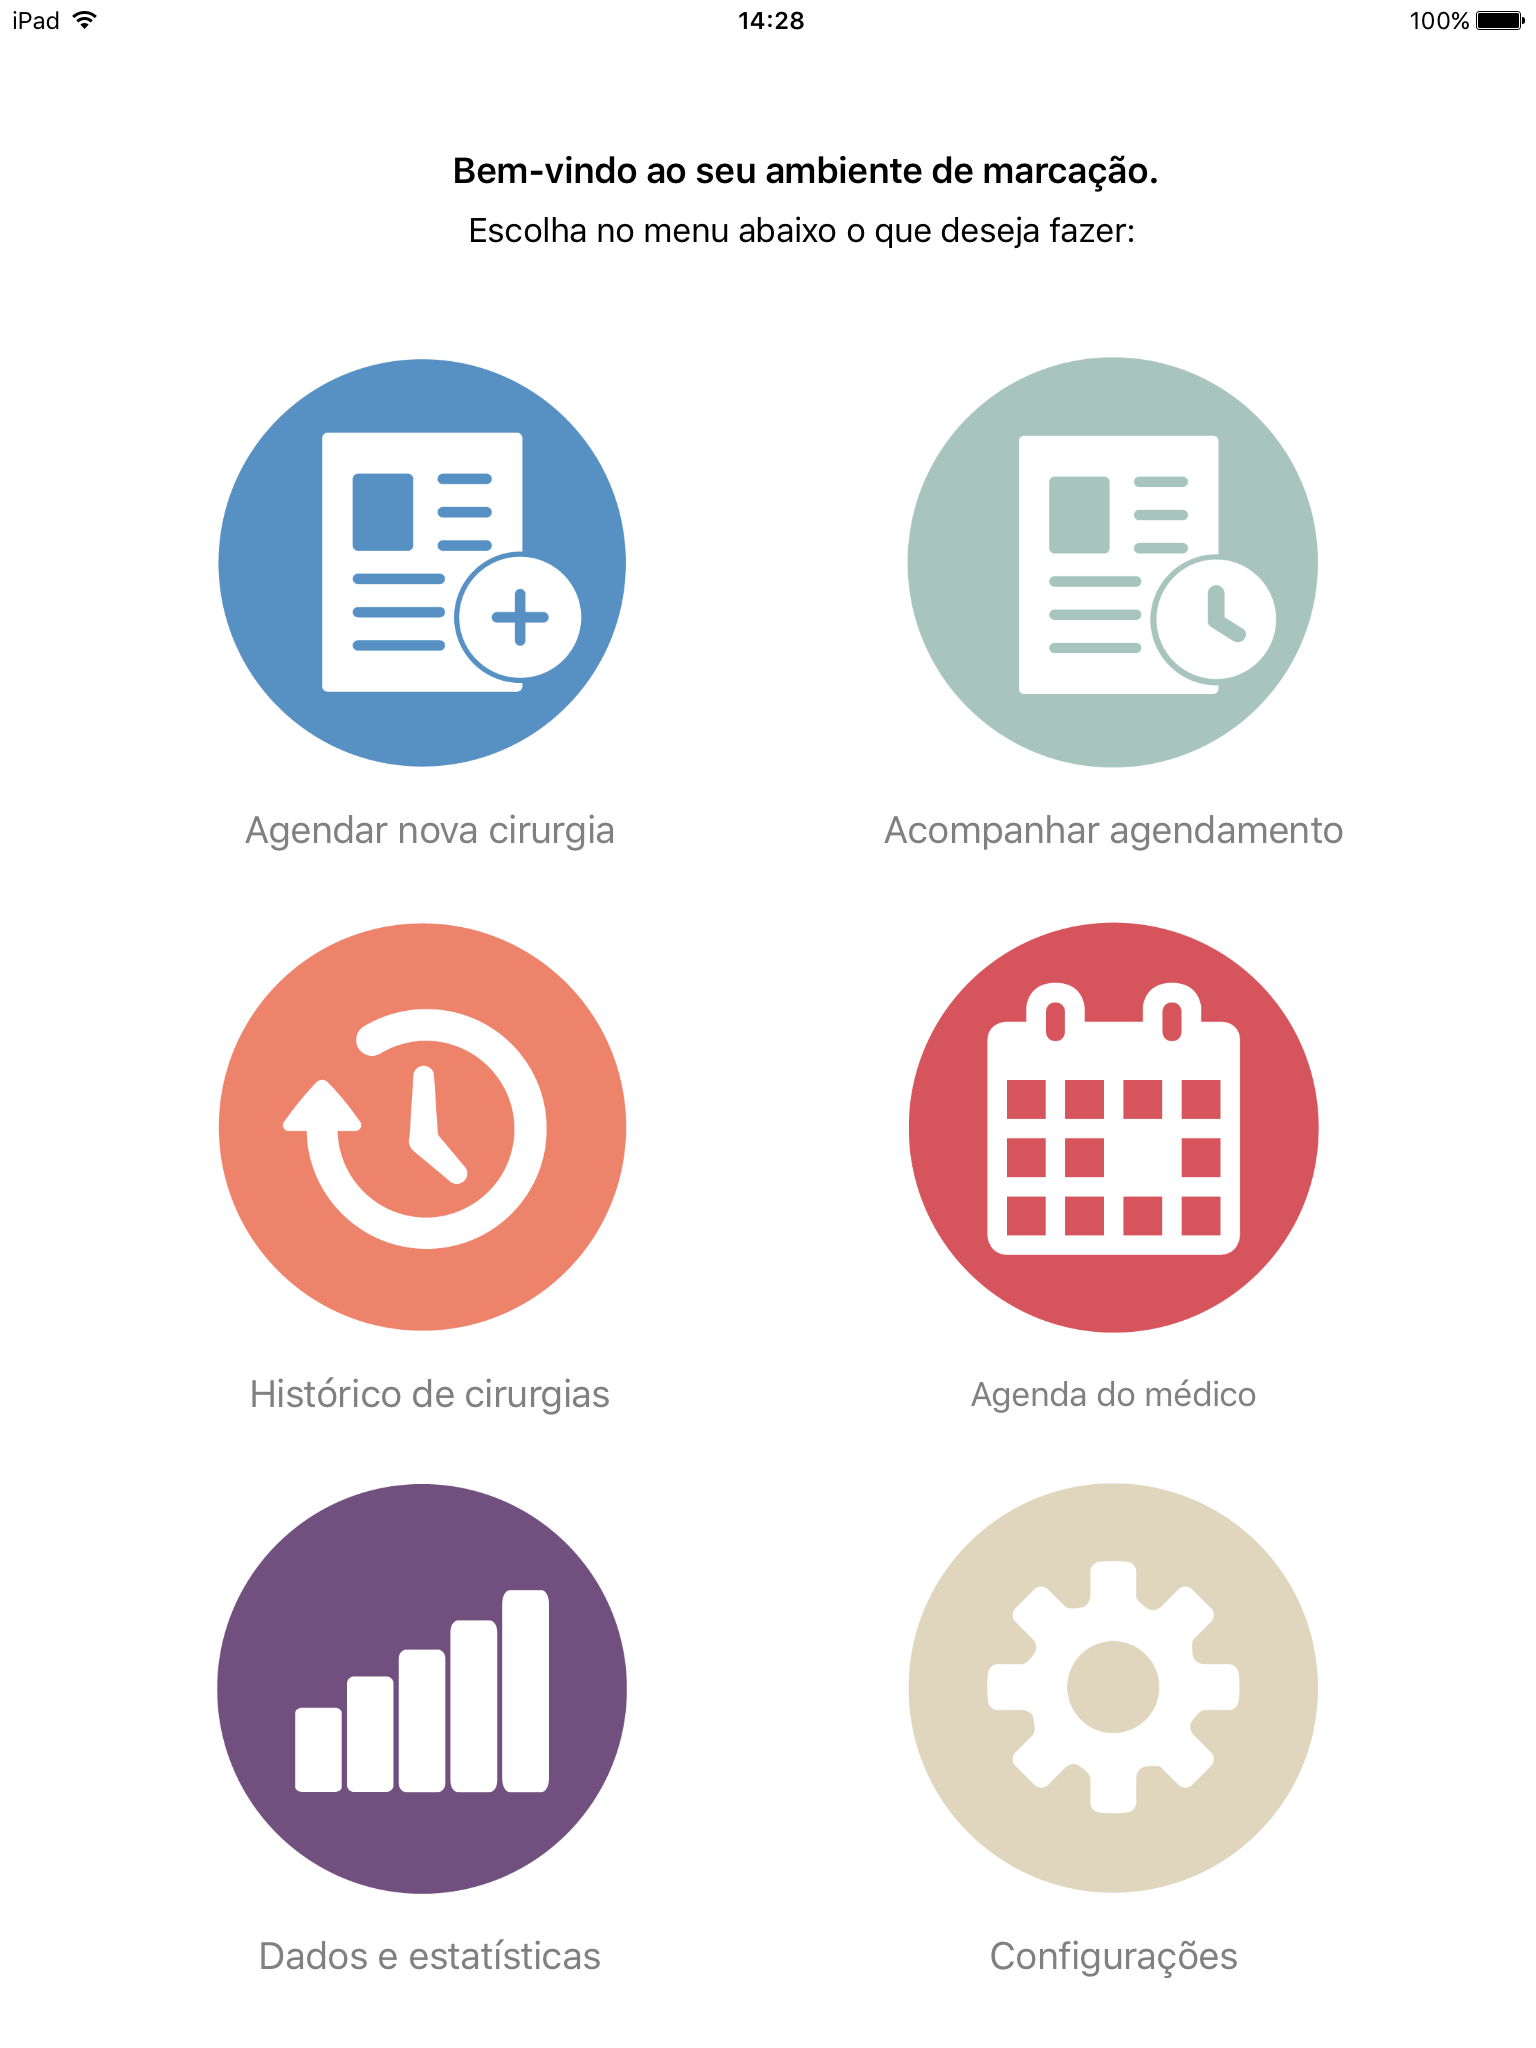 iPad 14:28 100%
Bem-vindo ao seu ambiente de marcação.
Escolha no menu abaixo o que deseja fazer:
Agendar nova cirurgia
Acompanhar agendamento
Histórico de cirurgias
Agenda do médico
Dados e estatísticas
Configurações